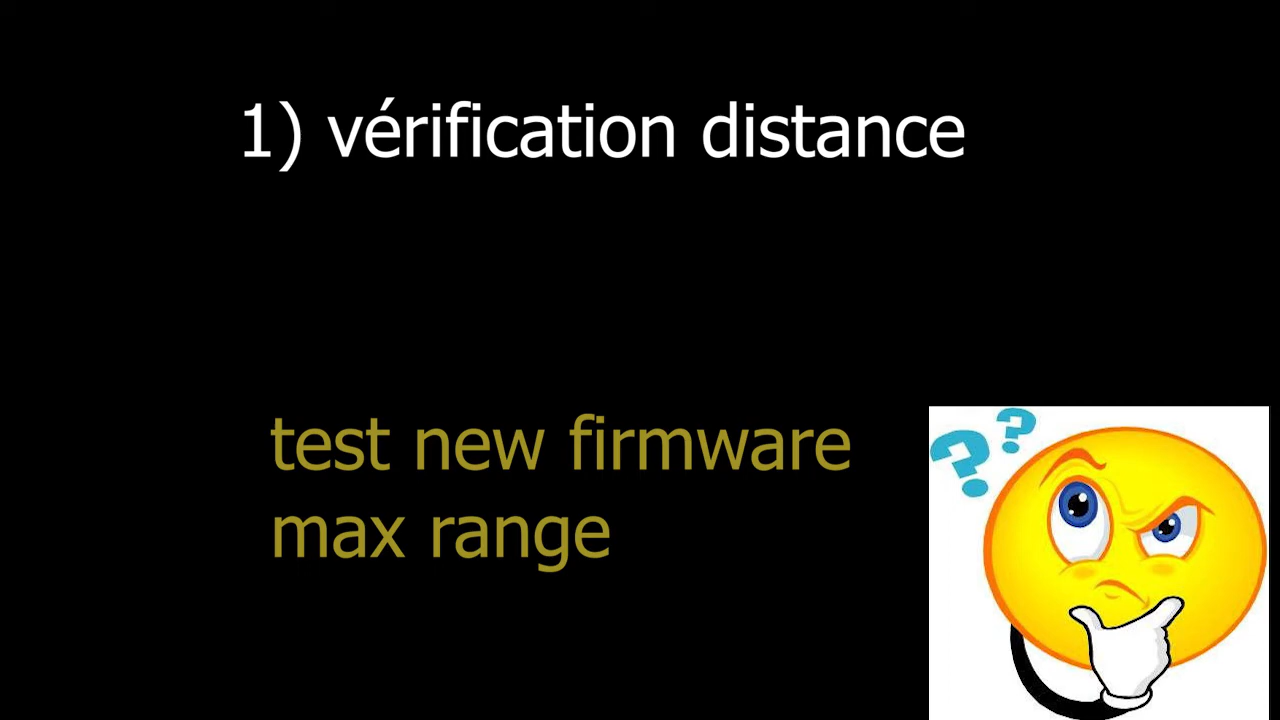 1) vérification distance
test new firmware
max range
? ?